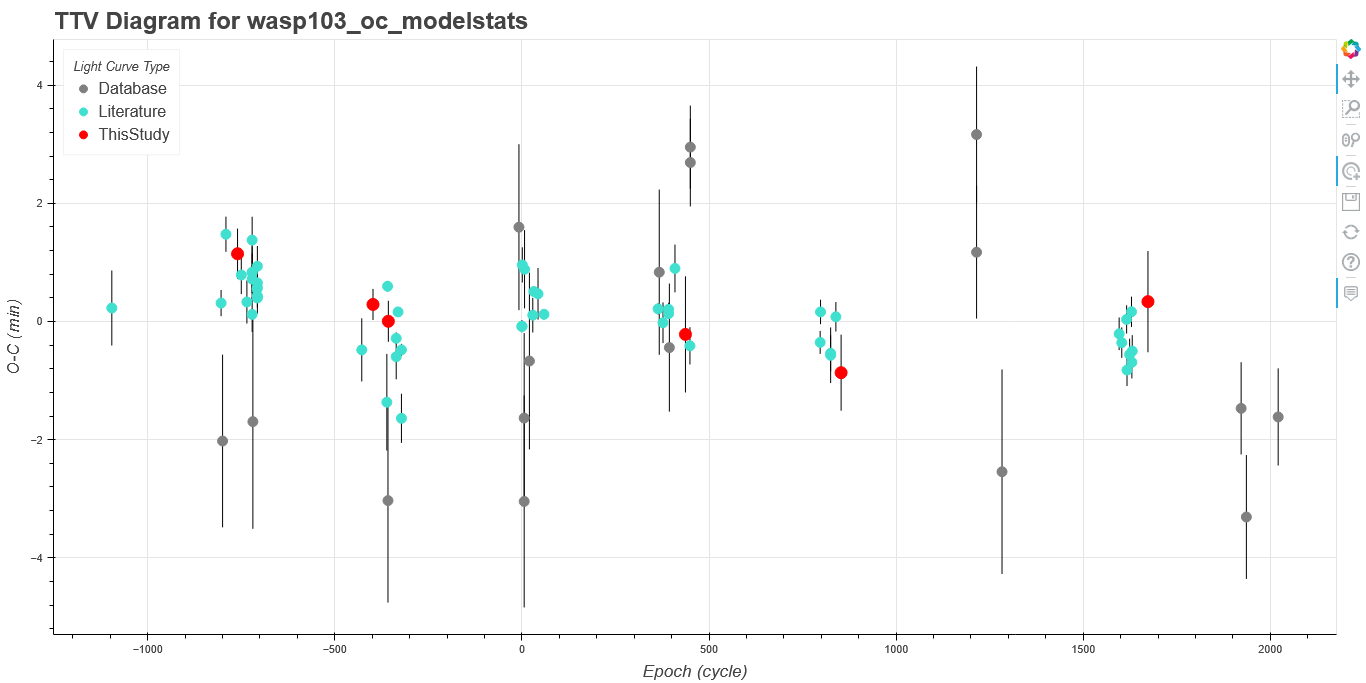 TTV Diagram for wasp103_oc_modelstats
Light Curve Type
Database
Literature
ThisStudy
4
2
0
−2
−4
O-C (min)
−1000 −500 0 500 1000 1500 2000
Epoch (cycle)